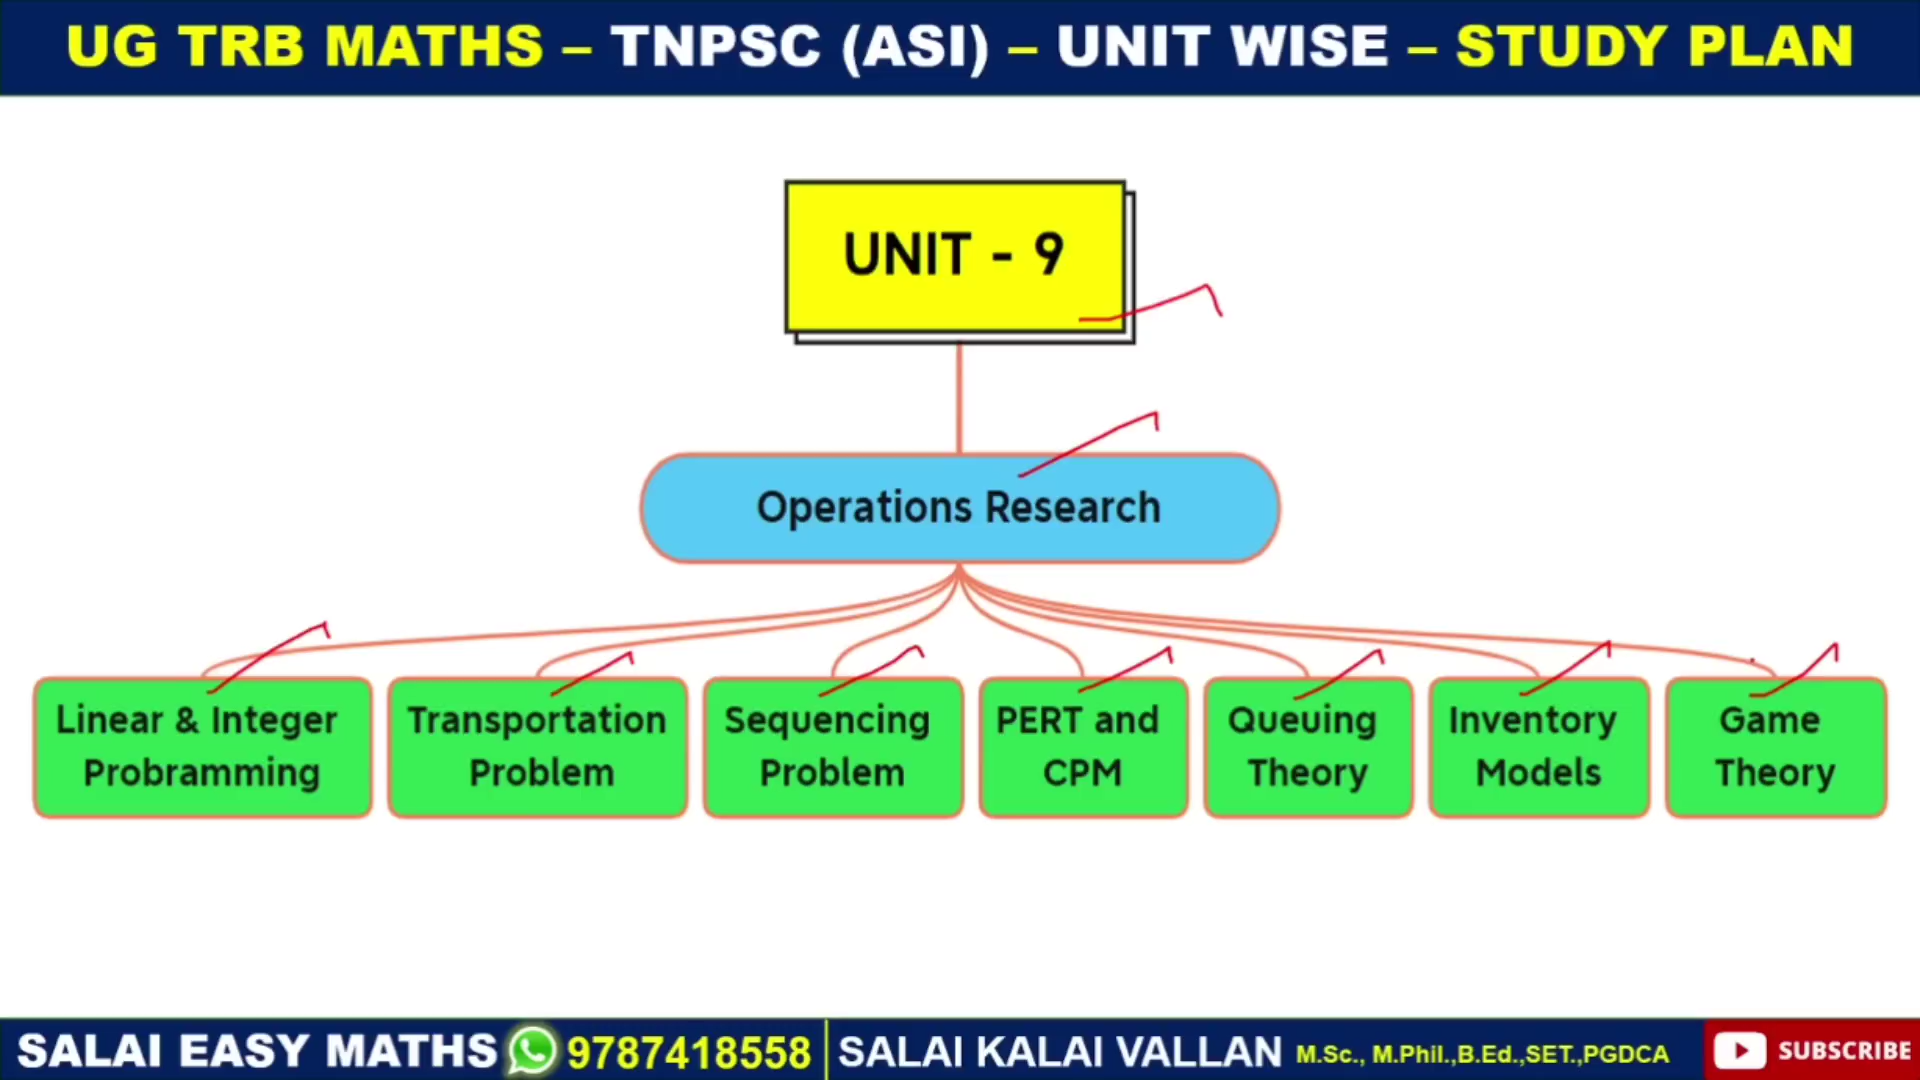 UG TRB MATHS – TNPSC (ASI) – UNIT WISE – STUDY PLAN
UNIT - 9
Operations Research
Linear & Integer
Probramming
Transportation
Problem
Sequencing
Problem
PERT and
CPM
Queuing
Theory
Inventory
Models
Game
Theory
SALAI EASY MATHS 9787418558 SALAI KALAI VALLAN M.Sc., M.Phil.,B.Ed.,SET.,PGDCA SUBSCRIBE